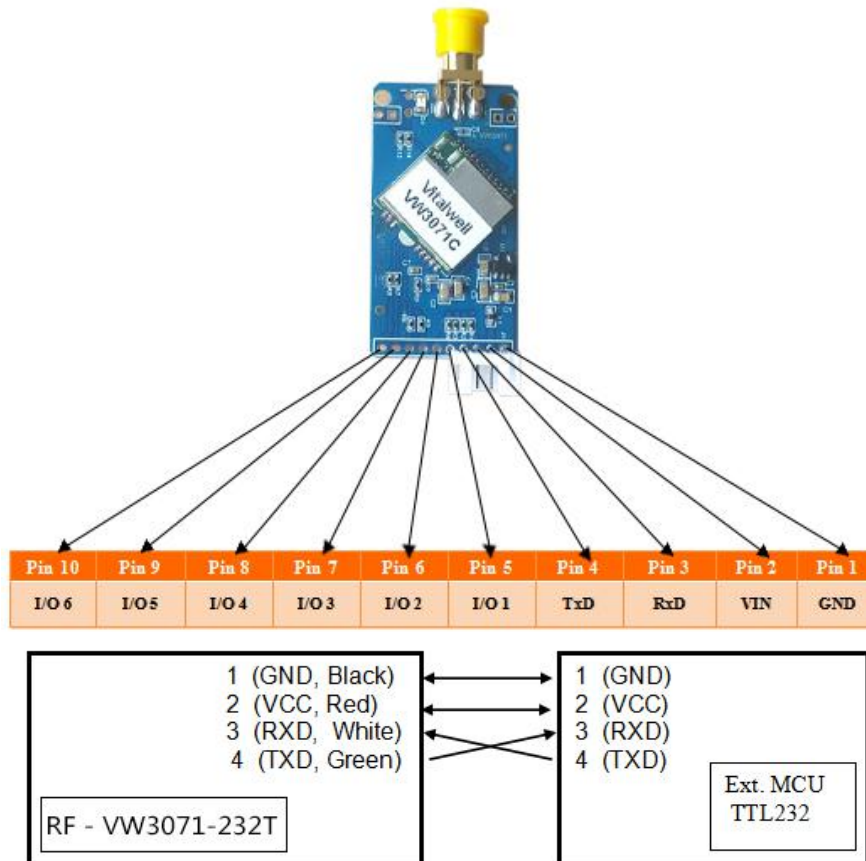 Vitalwell
VW3071C
Pin 10 Pin 9 Pin 8 Pin 7 Pin 6 Pin 5 Pin 4 Pin 3 Pin 2 Pin 1
I/O 6 I/O 5 I/O 4 I/O 3 I/O 2 I/O 1 TxD RxD VIN GND
1 (GND, Black)
2 (VCC, Red)
3 (RXD, White)
4 (TXD, Green)
RF - VW3071-232T
1 (GND)
2 (VCC)
3 (RXD)
4 (TXD)
Ext. MCU
TTL232